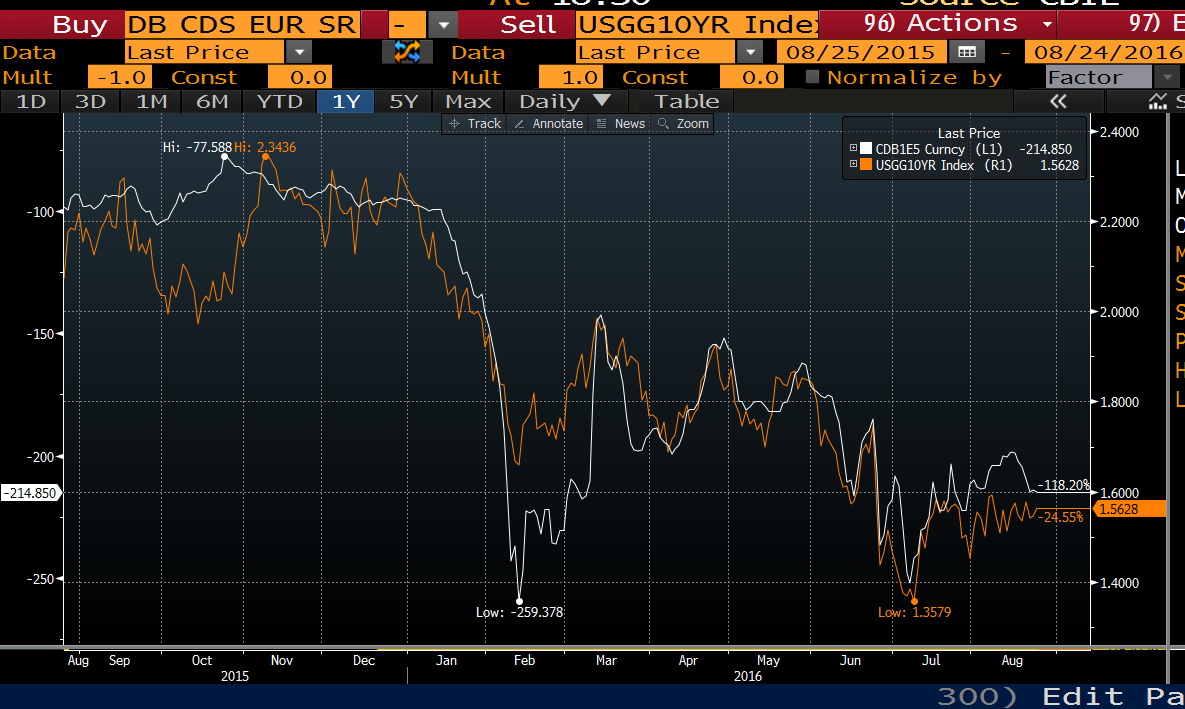 At 16:30 Source CDIE
Buy DB CDS EUR SR - Sell USGG10YR Index 96) Actions 97) E
Data Last Price Data Last Price 08/25/2015 - 08/24/2016
Mult -1.0 Const 0.0 Mult 1.0 Const 0.0 Normalize by Factor
1D 3D 1M 6M YTD 1Y 5Y Max Daily Table «
Track Annotate News Zoom
Last Price
CDB1E5 Curncy (L1) -214.850
USGG10YR Index (R1) 1.5628
Hi: -77.588 Hi: 2.3436
2.4000
-100
2.2000
2.0000
-150
1.8000
-200
-118.20%
-214.850
1.6000
1.5628
-24.55%
-250
1.4000
Low: -259.378
Low: 1.3579
Aug Sep Oct Nov Dec Jan Feb Mar Apr May Jun Jul Aug
2015 2016
300) Edit Pa